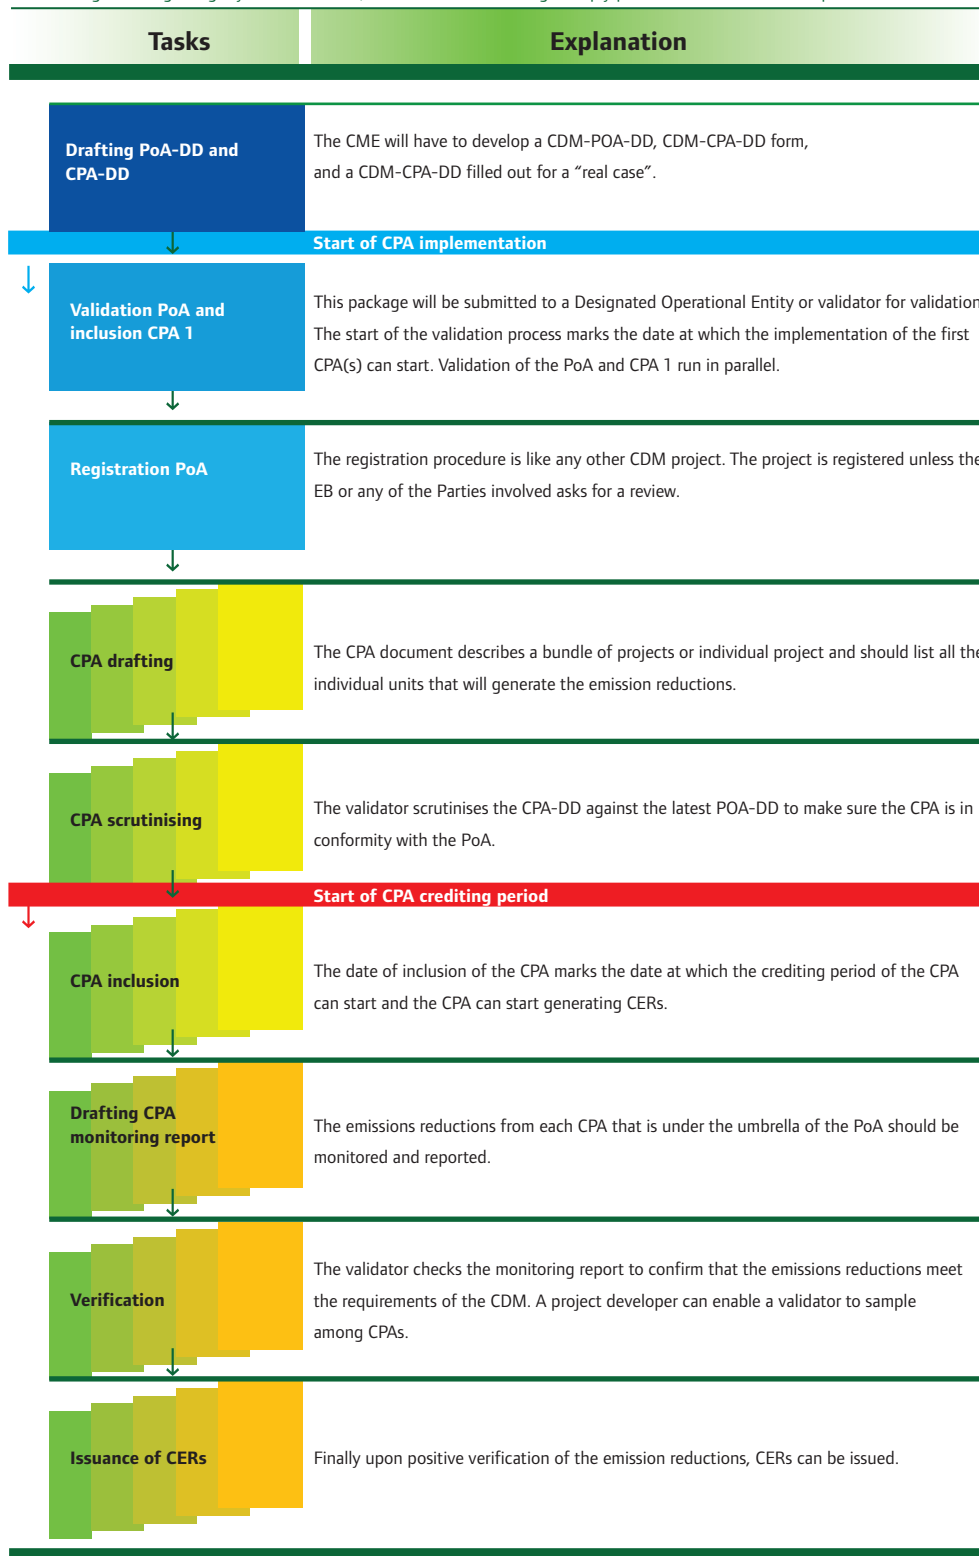 Tasks
Explanation
Drafting PoA-DD and
CPA-DD
The CME will have to develop a CDM-POA-DD, CDM-CPA-DD form,
and a CDM-CPA-DD filled out for a “real case”.
Start of CPA implementation
Validation PoA and
inclusion CPA 1
This package will be submitted to a Designated Operational Entity or validator for validation
The start of the validation process marks the date at which the implementation of the first
CPA(s) can start. Validation of the PoA and CPA 1 run in parallel.
Registration PoA
The registration procedure is like any other CDM project. The project is registered unless the
EB or any of the Parties involved asks for a review.
CPA drafting
The CPA document describes a bundle of projects or individual project and should list all the
individual units that will generate the emission reductions.
CPA scrutinising
The validator scrutinises the CPA-DD against the latest POA-DD to make sure the CPA is in
conformity with the PoA.
Start of CPA crediting period
CPA inclusion
The date of inclusion of the CPA marks the date at which the crediting period of the CPA
can start and the CPA can start generating CERs.
Drafting CPA
monitoring report
The emissions reductions from each CPA that is under the umbrella of the PoA should be
monitored and reported.
Verification
The validator checks the monitoring report to confirm that the emissions reductions meet
the requirements of the CDM. A project developer can enable a validator to sample
among CPAs.
Issuance of CERs
Finally upon positive verification of the emission reductions, CERs can be issued.